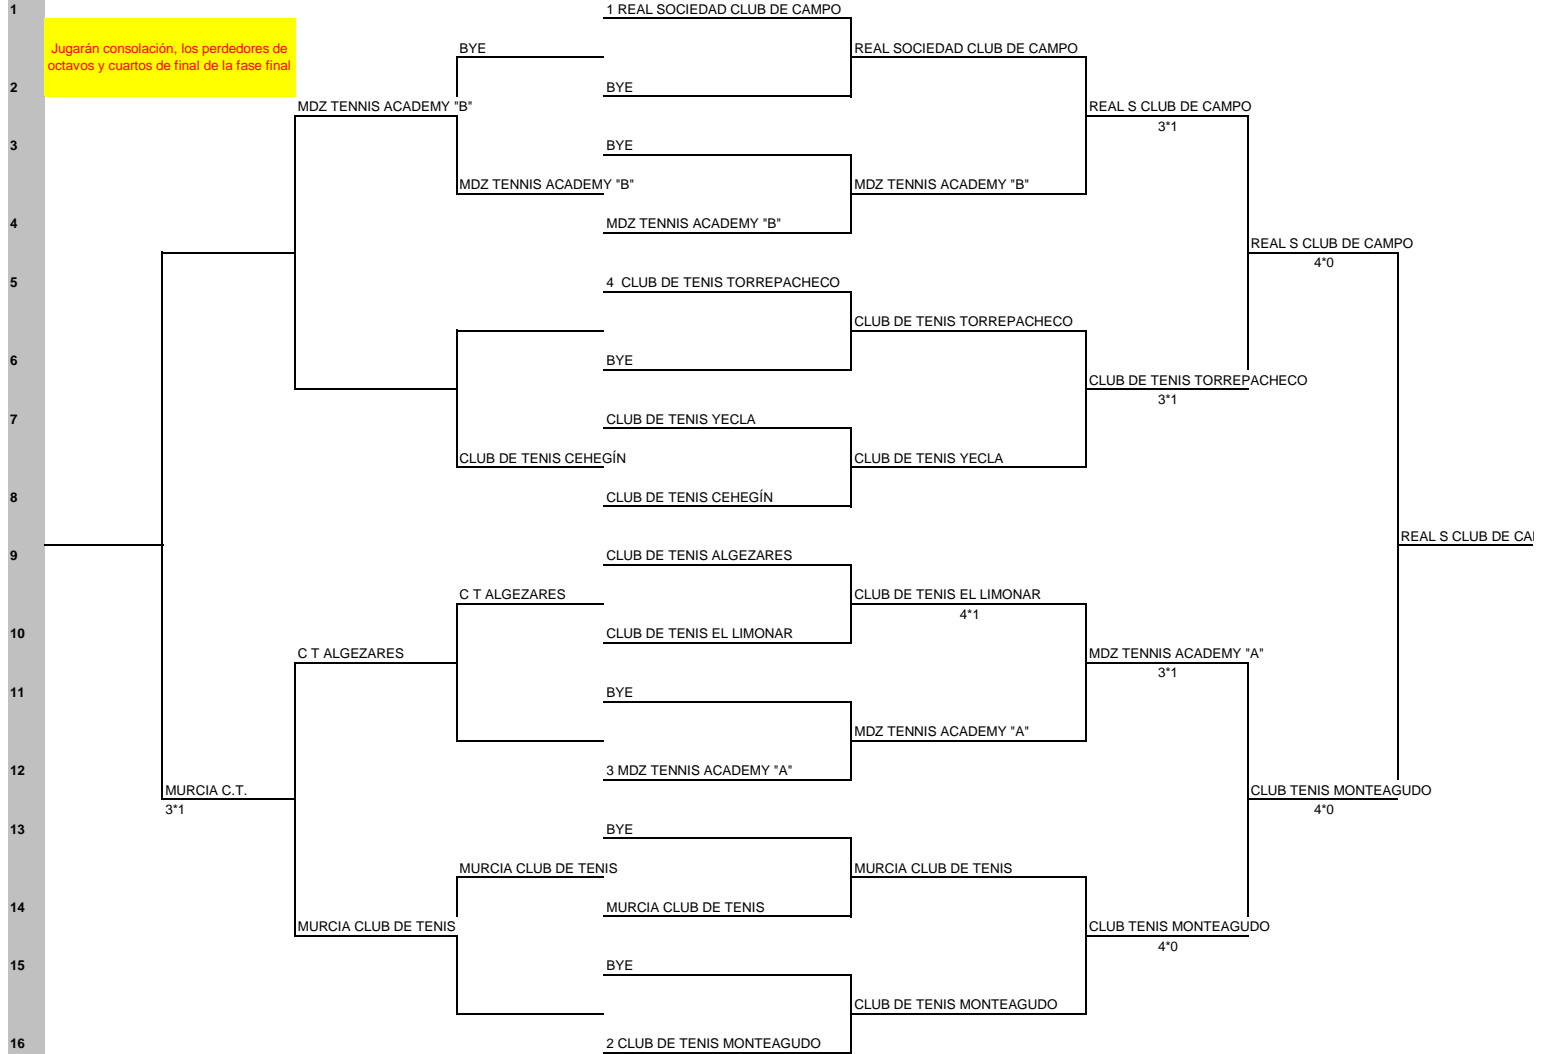 1
1 REAL SOCIEDAD CLUB DE CAMPO
Jugarán consolación, los perdedores de
octavos y cuartos de final de la fase final
BYE
REAL SOCIEDAD CLUB DE CAMPO
2
BYE
MDZ TENNIS ACADEMY "B"
REAL S CLUB DE CAMPO
3*1
3
BYE
MDZ TENNIS ACADEMY "B"
MDZ TENNIS ACADEMY "B"
4
MDZ TENNIS ACADEMY "B"
REAL S CLUB DE CAMPO
4*0
5
4 CLUB DE TENIS TORREPACHECO
CLUB DE TENIS TORREPACHECO
6
BYE
CLUB DE TENIS TORREPACHECO
3*1
7
CLUB DE TENIS YECLA
CLUB DE TENIS CEHEGÍN
CLUB DE TENIS YECLA
8
CLUB DE TENIS CEHEGÍN
REAL S CLUB DE CA
9
CLUB DE TENIS ALGEZARES
C T ALGEZARES
CLUB DE TENIS EL LIMONAR
4*1
10
CLUB DE TENIS EL LIMONAR
C T ALGEZARES
MDZ TENNIS ACADEMY "A"
3*1
11
BYE
MDZ TENNIS ACADEMY "A"
12
3 MDZ TENNIS ACADEMY "A"
MURCIA C.T.
3*1
CLUB TENIS MONTEAGUDO
4*0
13
BYE
MURCIA CLUB DE TENIS
MURCIA CLUB DE TENIS
14
MURCIA CLUB DE TENIS
MURCIA CLUB DE TENIS
CLUB TENIS MONTEAGUDO
4*0
15
BYE
CLUB DE TENIS MONTEAGUDO
16
2 CLUB DE TENIS MONTEAGUDO